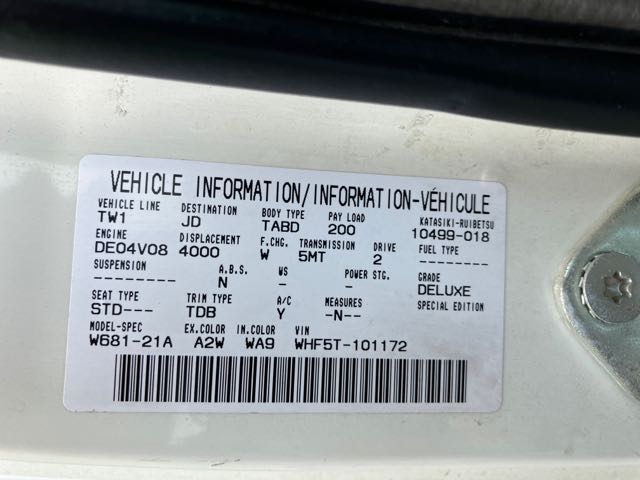 VEHICLE INFORMATION/INFORMATION-VÉHICULE
VEHICLE LINE DESTINATION BODY TYPE PAY LOAD KATASIKI-RUIBETSU
TW1 JD TABD 200 10499-018
ENGINE DISPLACEMENT F.CHG. TRANSMISSION DRIVE FUEL TYPE
DE04V08 4000 W 5MT 2 ---------
SUSPENSION A.B.S. WS POWER STG. GRADE
--------- N - - DELUXE
SEAT TYPE TRIM TYPE A/C MEASURES SPECIAL EDITION
STD--- TDB Y -N--
MODEL-SPEC EX.COLOR IN.COLOR VIN
W681-21A A2W WA9 WHF5T-101172